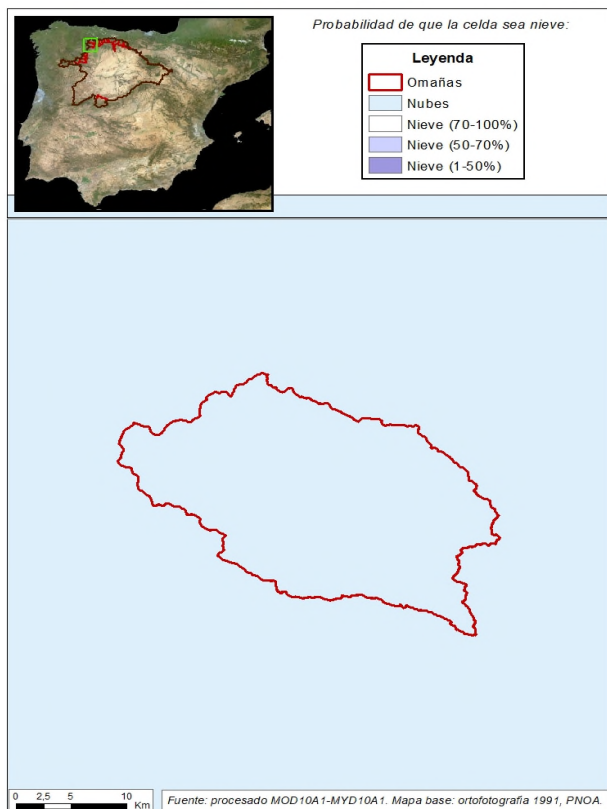 Probabilidad de que la celda sea nieve:
Leyenda
Omañas
Nubes
Nieve (70-100%)
Nieve (50-70%)
Nieve (1-50%)
0 2,5 5 10
Km
Fuente: procesado MOD10A1-MYD10A1. Mapa base: ortofotografia 1991, PNOA